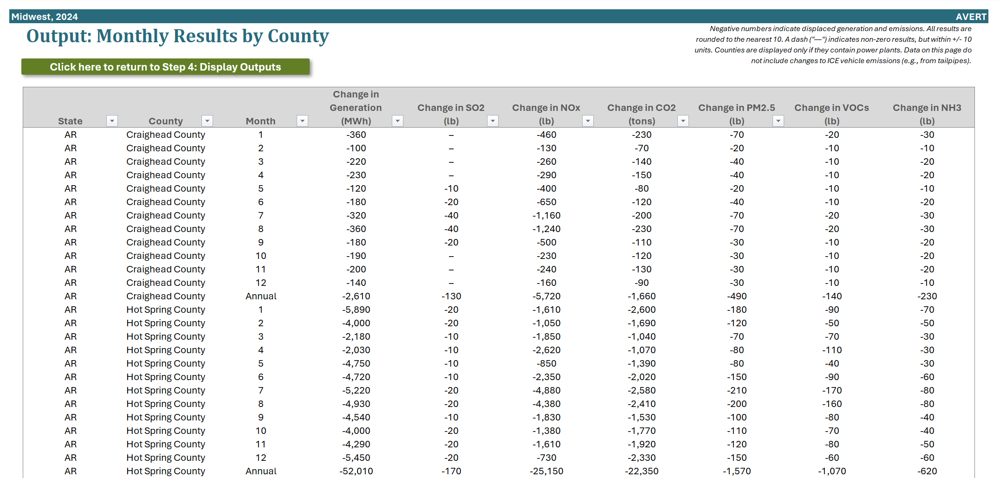 Midwest, 2024 AVERT
Output: Monthly Results by County
Negative numbers indicate displaced generation and emissions. All results are
rounded to the nearest 10. A dash ("—") indicates non-zero results, but within +/- 10
units. Counties are displayed only if they contain power plants. Data on this page do
not include changes to ICE vehicle emissions (e.g., from tailpipes).
Click here to return to Step 4: Display Outputs
State County Month Change in Generation (MWh) Change in SO2 (lb) Change in NOx (lb) Change in CO2 (tons) Change in PM2.5 (lb) Change in VOCs (lb) Change in NH3 (lb)
AR Craighead County 1 -360 – -460 -230 -70 -20 -30
AR Craighead County 2 -100 – -130 -70 -20 -10 -10
AR Craighead County 3 -220 – -260 -140 -40 -10 -20
AR Craighead County 4 -230 – -290 -150 -40 -10 -20
AR Craighead County 5 -120 -10 -400 -80 -20 -10 -10
AR Craighead County 6 -180 -20 -650 -120 -40 -10 -20
AR Craighead County 7 -320 -40 -1,160 -200 -70 -20 -30
AR Craighead County 8 -360 -40 -1,240 -230 -70 -20 -30
AR Craighead County 9 -180 -20 -500 -110 -30 -10 -20
AR Craighead County 10 -190 – -230 -120 -30 -10 -20
AR Craighead County 11 -200 – -240 -130 -30 -10 -20
AR Craighead County 12 -140 – -160 -90 -30 -10 -10
AR Craighead County Annual -2,610 -130 -5,720 -1,660 -490 -140 -230
AR Hot Spring County 1 -5,890 -20 -1,610 -2,600 -180 -90 -70
AR Hot Spring County 2 -4,000 -20 -1,050 -1,690 -120 -50 -50
AR Hot Spring County 3 -2,180 -10 -1,850 -1,040 -70 -70 -30
AR Hot Spring County 4 -2,030 -10 -2,620 -1,070 -80 -110 -30
AR Hot Spring County 5 -4,750 -10 -850 -1,390 -80 -40 -30
AR Hot Spring County 6 -4,720 -10 -2,350 -2,020 -150 -90 -60
AR Hot Spring County 7 -5,220 -20 -4,880 -2,580 -210 -170 -80
AR Hot Spring County 8 -4,930 -20 -4,380 -2,410 -200 -160 -80
AR Hot Spring County 9 -4,540 -10 -1,830 -1,530 -100 -80 -40
AR Hot Spring County 10 -4,000 -20 -1,380 -1,770 -110 -70 -40
AR Hot Spring County 11 -4,290 -20 -1,610 -1,920 -120 -80 -50
AR Hot Spring County 12 -5,450 -20 -730 -2,330 -150 -60 -60
AR Hot Spring County Annual -52,010 -170 -25,150 -22,350 -1,570 -1,070 -620